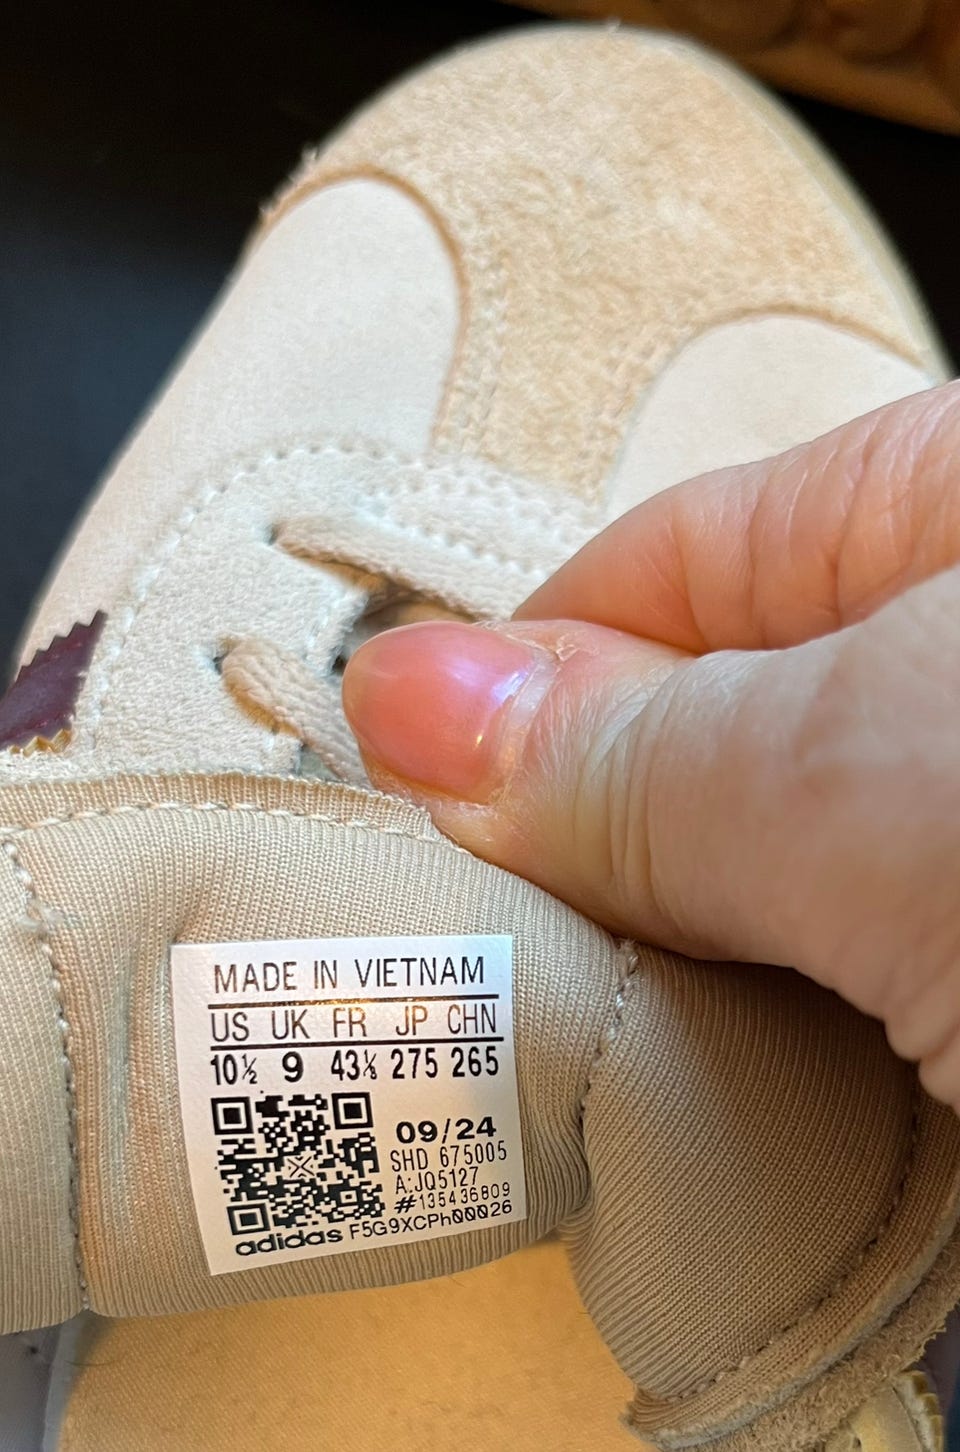 MADE IN VIETNAM
US UK FR JP CHN
10½ 9 43⅓ 275 265
09/24
SHD 675005
A:JQ5127
#135436809
adidas F5G9XCPh00026